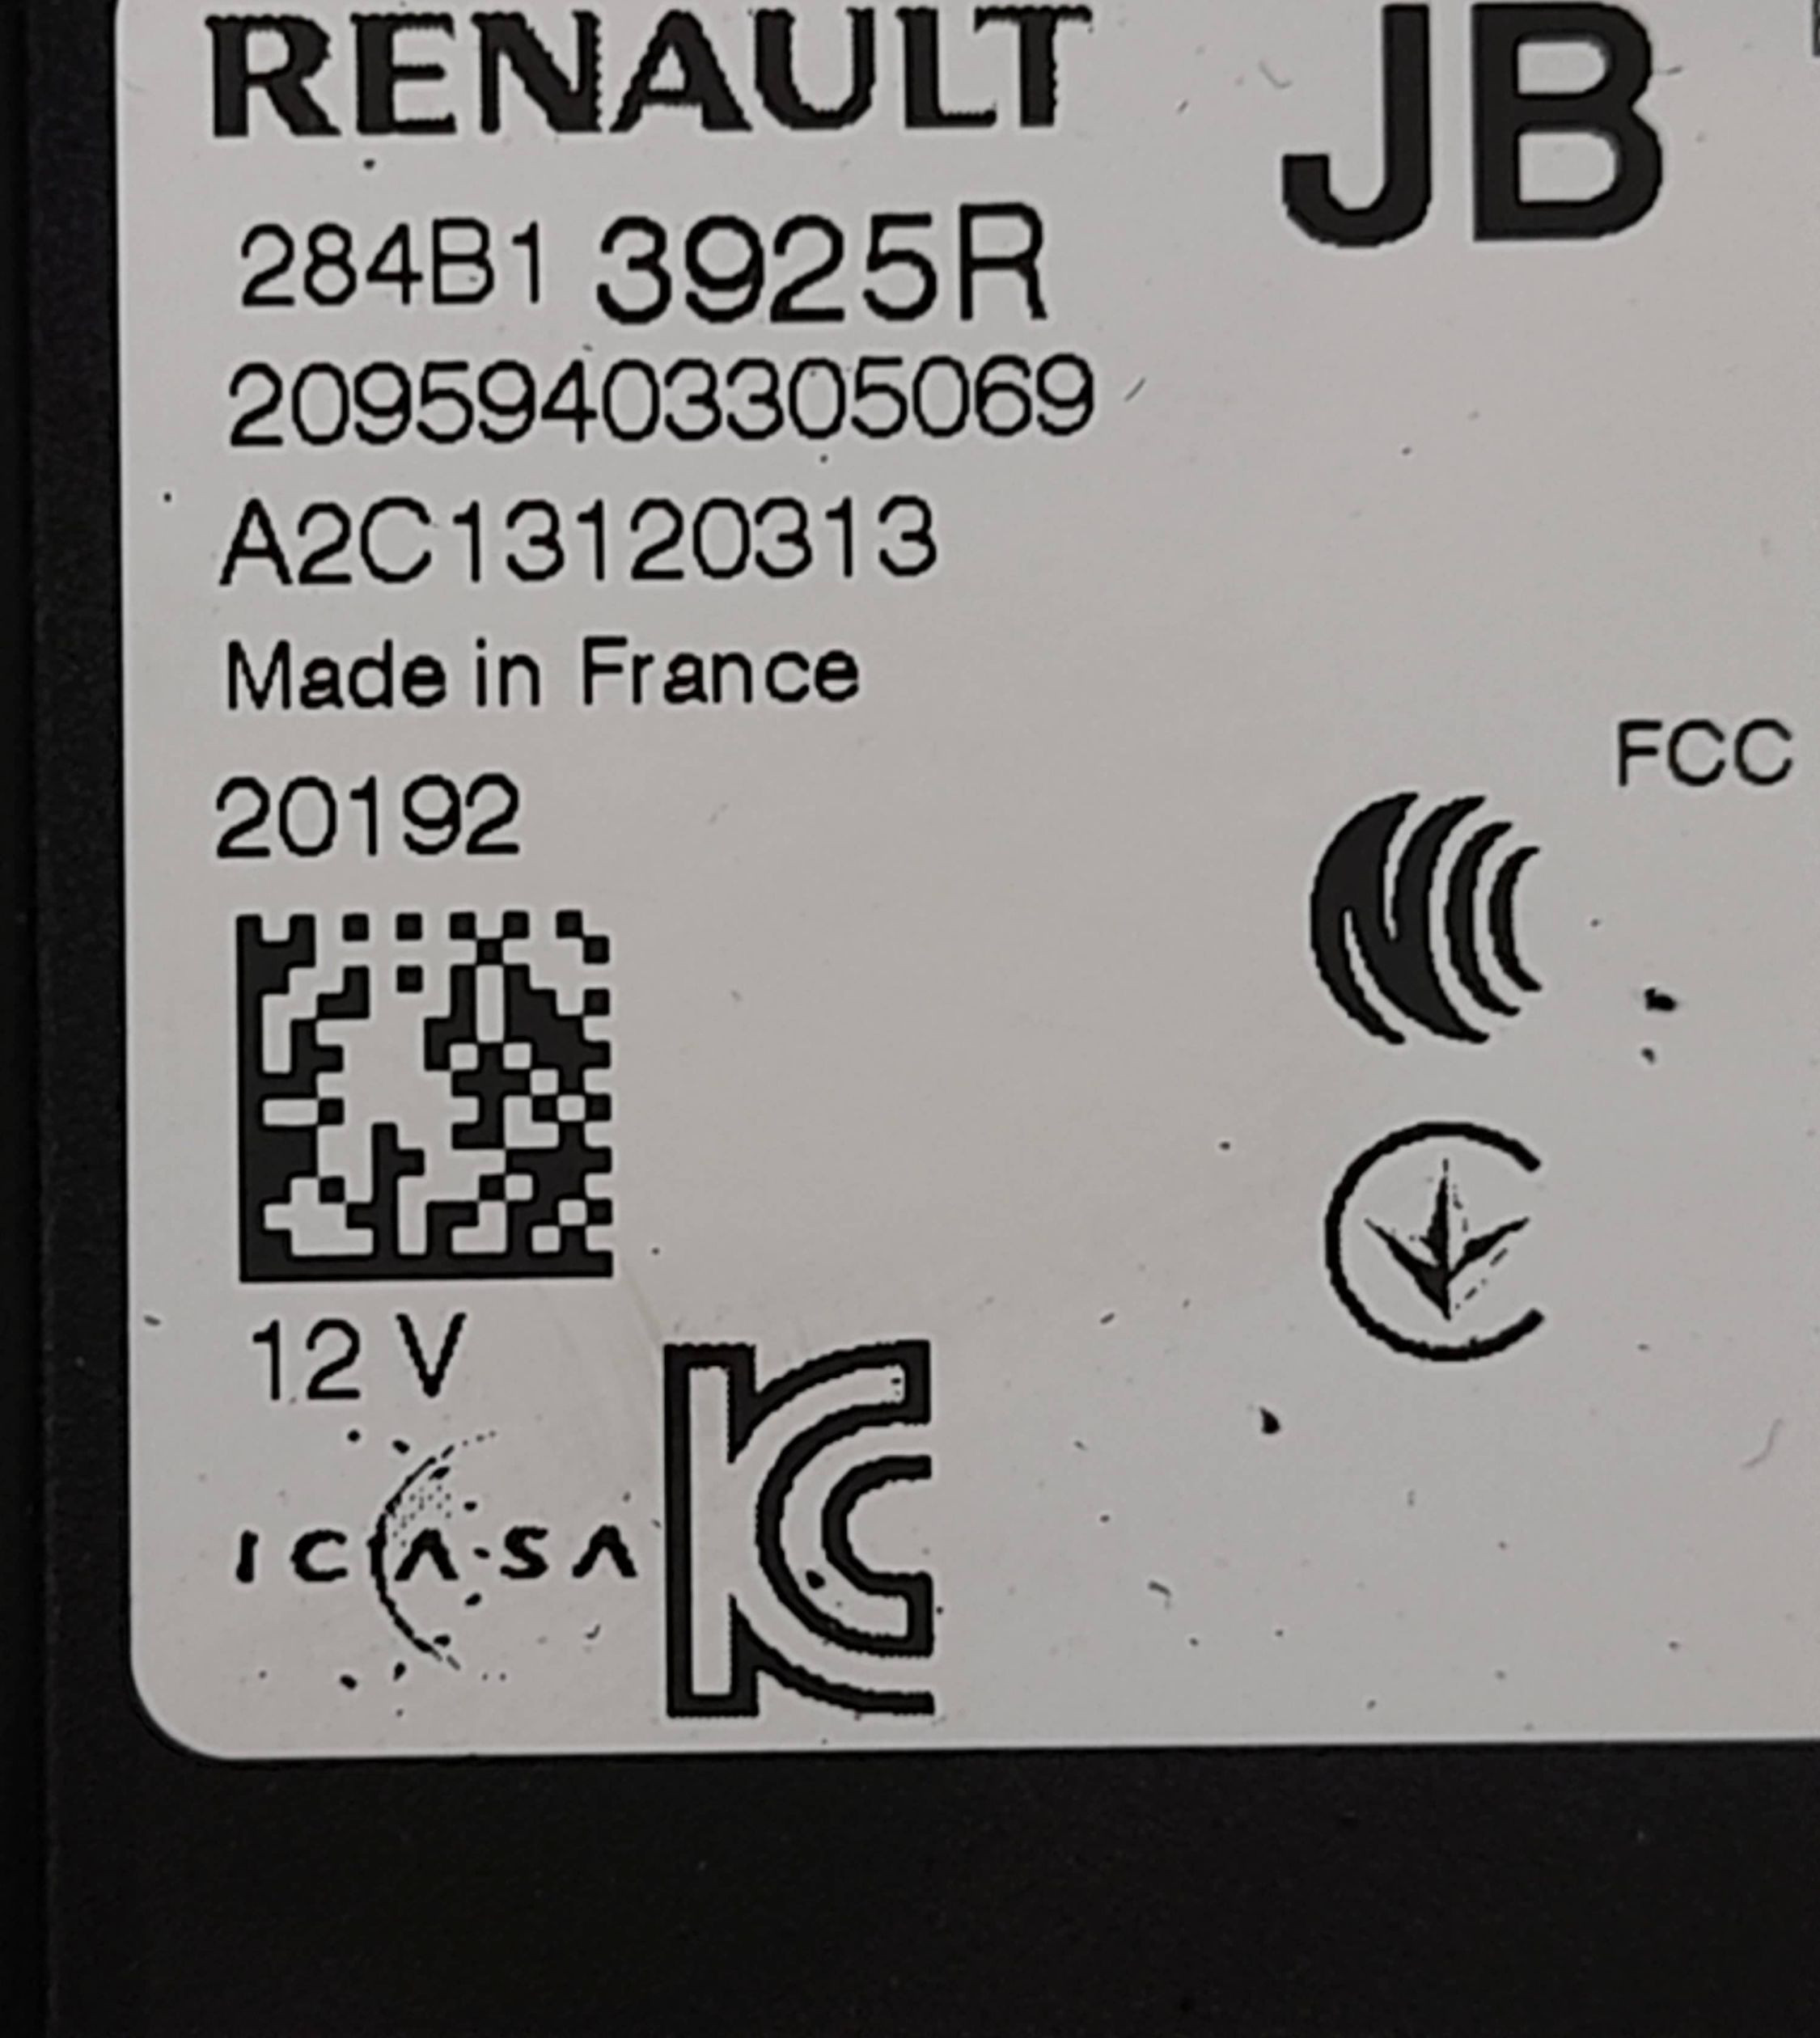 RENAULT JB
284B1 3925R
20959403305069
A2C13120313
Made in France
FCC
20192
12 V
ICASA